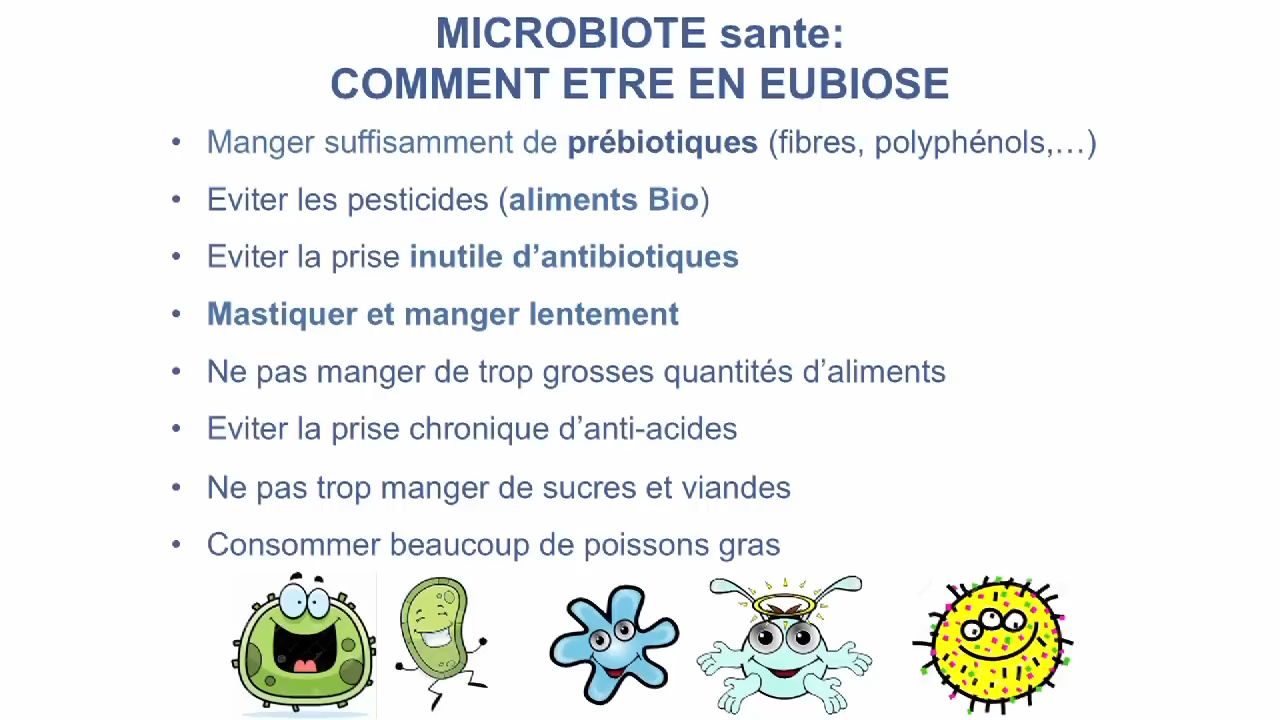 MICROBIOTE sante:
COMMENT ETRE EN EUBIOSE
• Manger suffisamment de prébiotiques (fibres, polyphénols,…)
• Eviter les pesticides (aliments Bio)
• Eviter la prise inutile d’antibiotiques
• Mastiquer et manger lentement
• Ne pas manger de trop grosses quantités d’aliments
• Eviter la prise chronique d’anti-acides
• Ne pas trop manger de sucres et viandes
• Consommer beaucoup de poissons gras